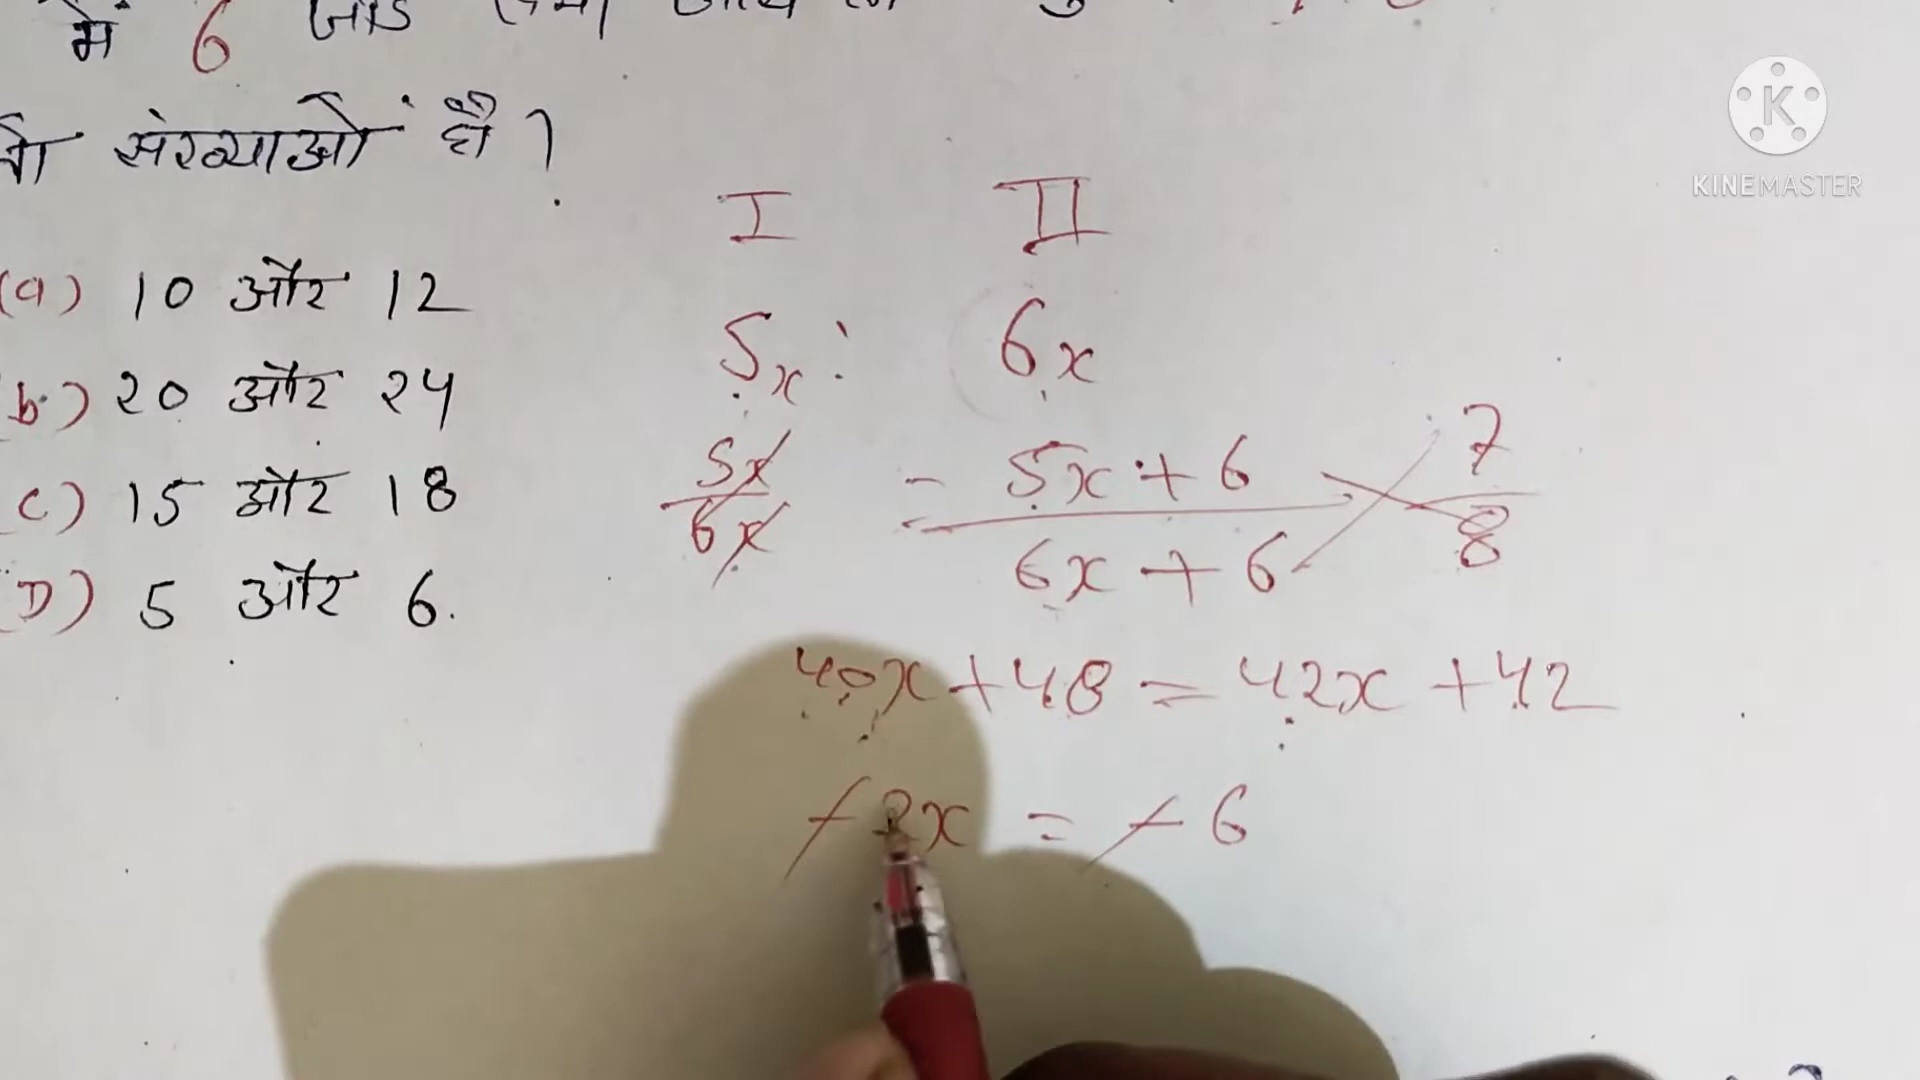 में 6 जोड़
संख्याओं है ?
(a) 10 और 12
(b) 20 और 24
(c) 15 और 18
(D) 5 और 6.
I II
5x : 6x
5x/6x = 5x + 6/6x + 6 7/8
40x + 48 = 42x + 42
- 2x = - 6
K
KINEMASTER